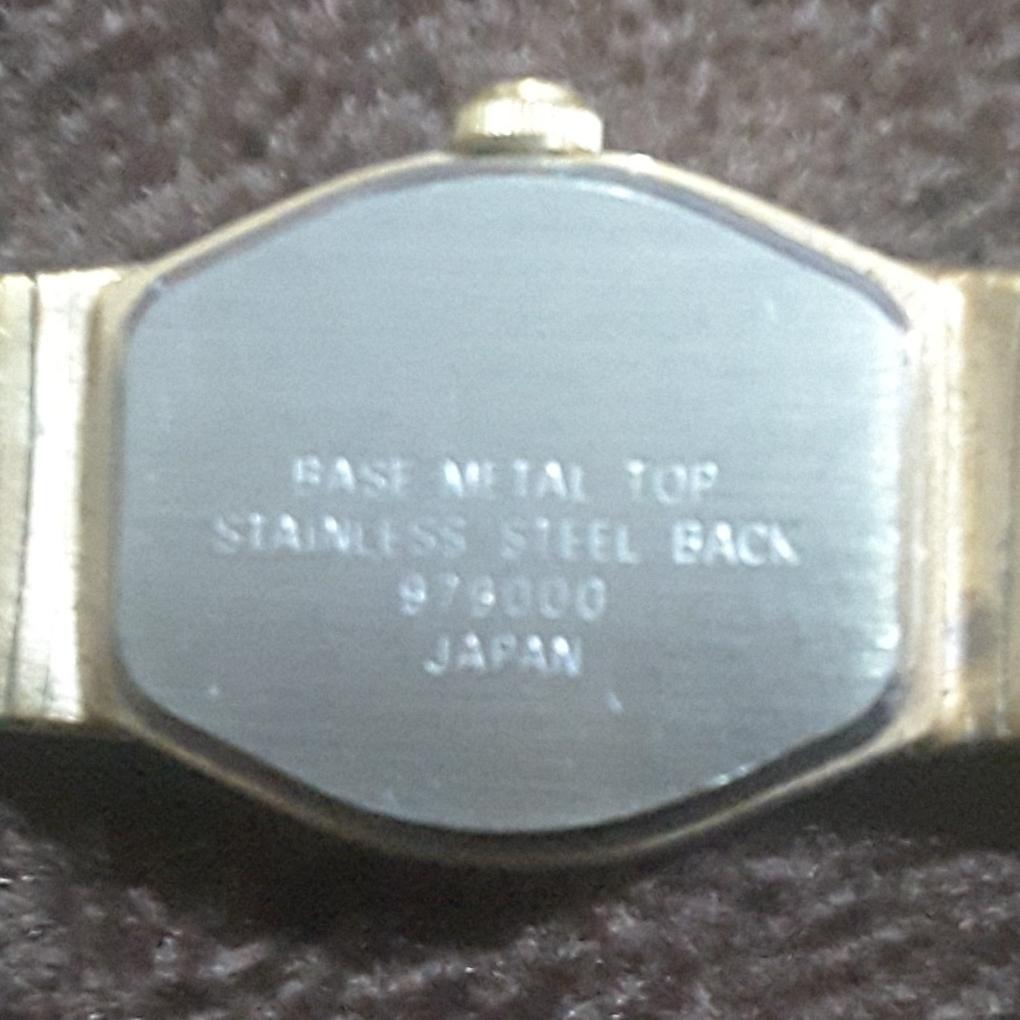 BASE METAL TOP
STAINLESS STEEL BACK
979000
JAPAN